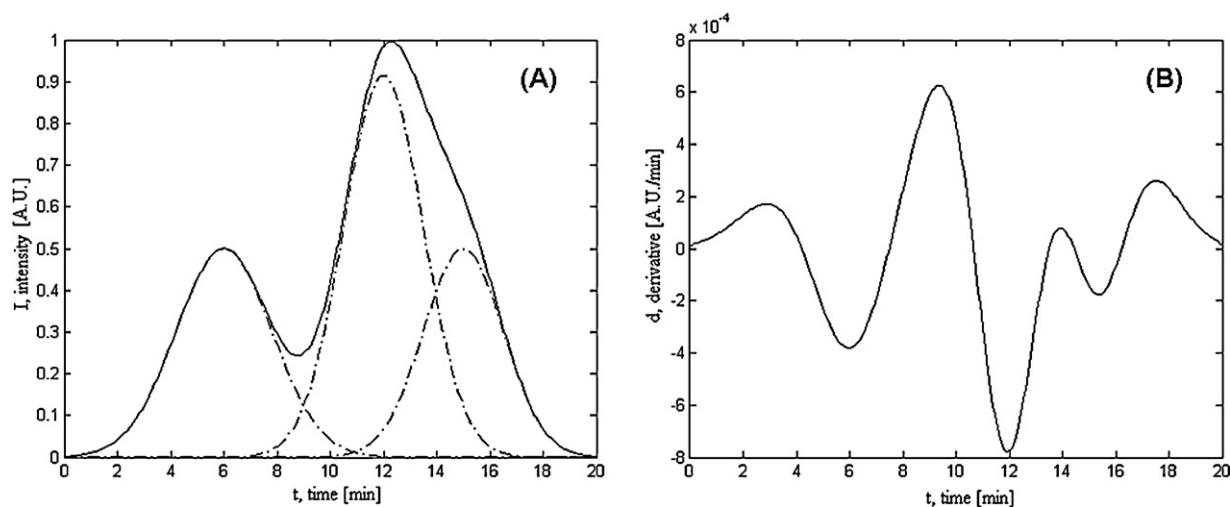 (A)
1
0.9
0.8
0.7
0.6
0.5
0.4
0.3
0.2
0.1
0
I, intensity [A.U.]
0 2 4 6 8 10 12 14 16 18 20
t, time [min]
x 10⁻⁴
(B)
8
6
4
2
0
-2
-4
-6
-8
d, derivative [A.U./min]
0 2 4 6 8 10 12 14 16 18 20
t, time [min]